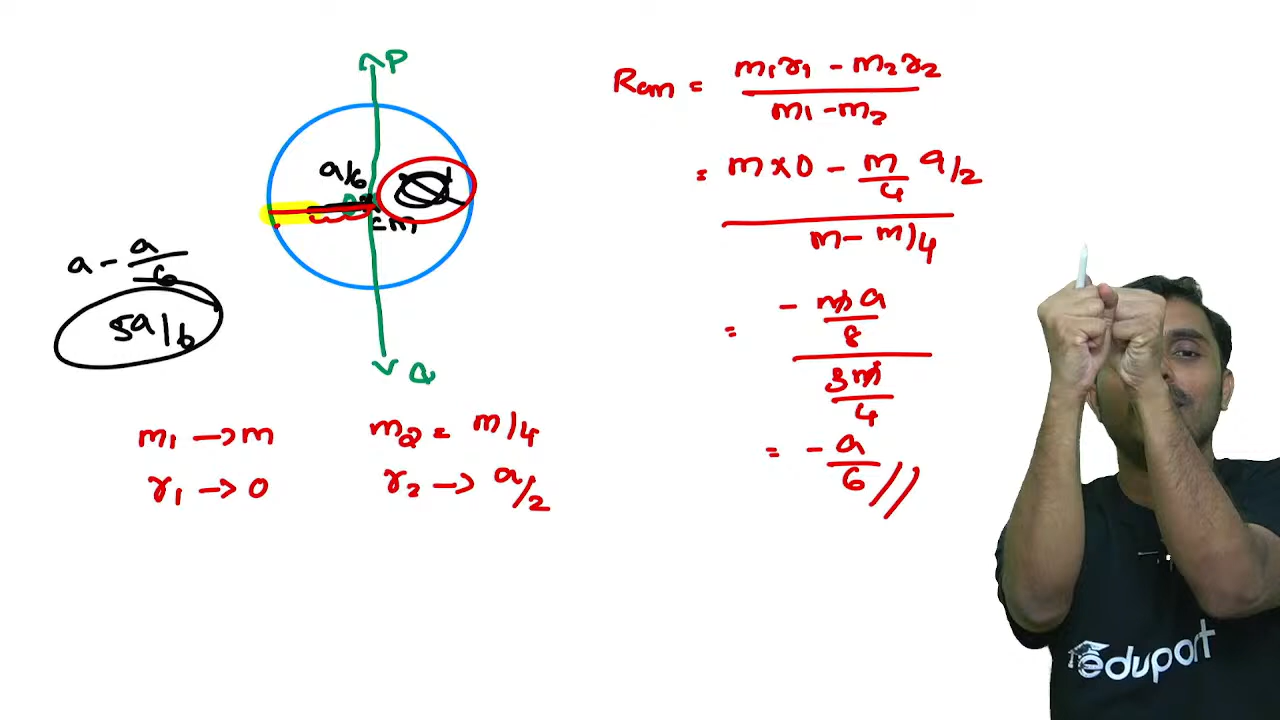 P
a/6
cm
a - a/6
5a/6
Q
m₁ → m
m₂ = m/4
r₁ → 0
r₂ → a/2
Rcm = m₁r₁ - m₂r₂ / m₁ - m₂
= m × 0 - m/4 a/2 / m - m/4
= - ma/8 / 3m/4
= - a/6 //
eduport